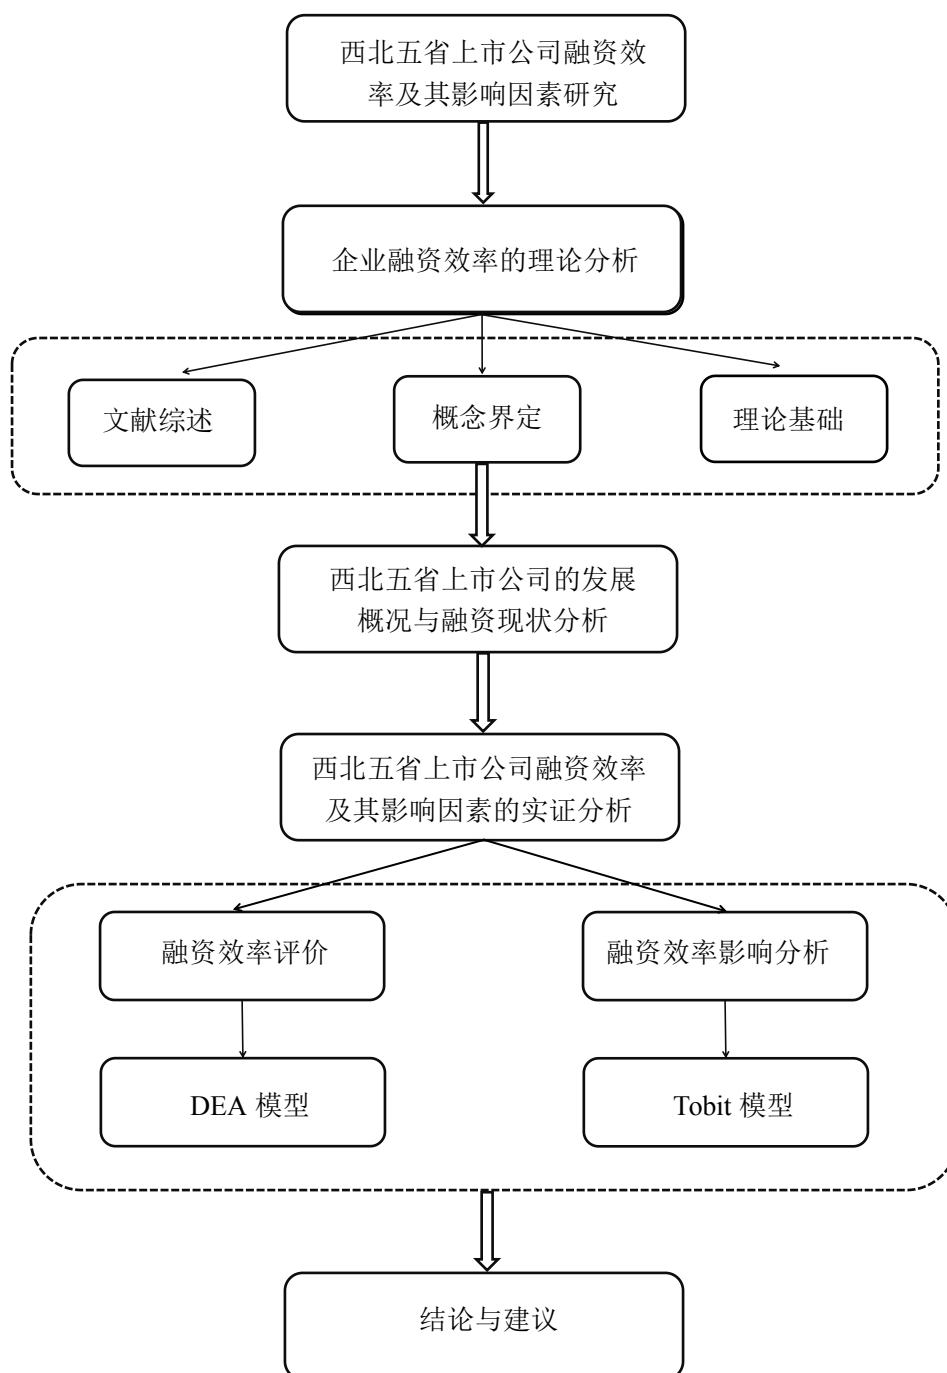 西北五省上市公司融资效
率及其影响因素研究
企业融资效率的理论分析
文献综述
概念界定
理论基础
西北五省上市公司的发展
概况与融资现状分析
西北五省上市公司融资效率
及其影响因素的实证分析
融资效率评价
融资效率影响分析
DEA 模型
Tobit 模型
结论与建议